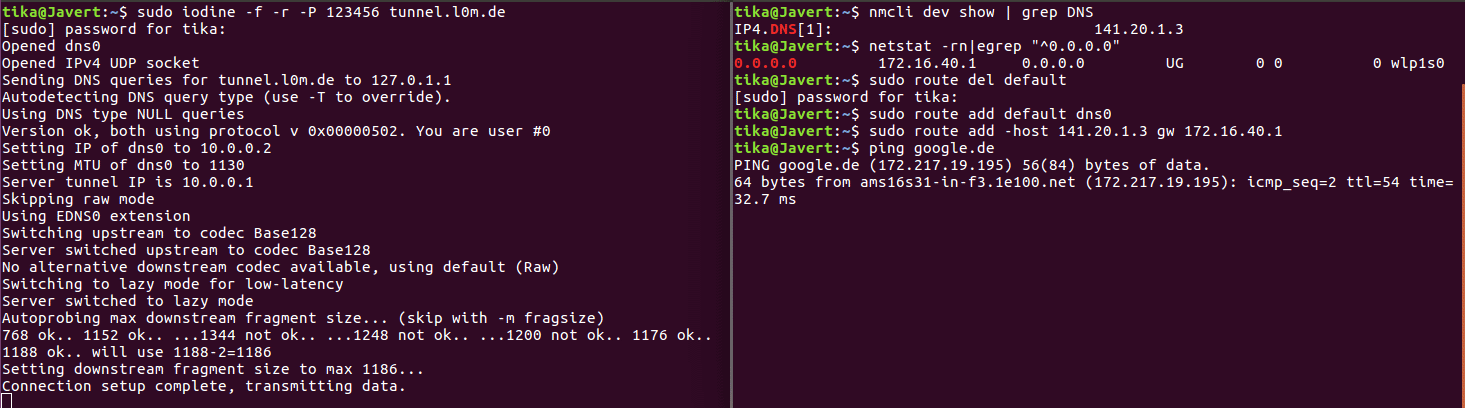 tika@Javert:~$ sudo iodine -f -r -P 123456 tunnel.l0m.de
[sudo] password for tika:
Opened dns0
Opened IPv4 UDP socket
Sending DNS queries for tunnel.l0m.de to 127.0.1.1
Autodetecting DNS query type (use -T to override).
Using DNS type NULL queries
Version ok, both using protocol v 0x00000502. You are user #0
Setting IP of dns0 to 10.0.0.2
Setting MTU of dns0 to 1130
Server tunnel IP is 10.0.0.1
Skipping raw mode
Using EDNS0 extension
Switching upstream to codec Base128
Server switched upstream to codec Base128
No alternative downstream codec available, using default (Raw)
Switching to lazy mode for low-latency
Server switched to lazy mode
Autoprobing max downstream fragment size... (skip with -m fragsize)
768 ok.. 1152 ok.. ...1344 not ok.. ...1248 not ok.. ...1200 not ok.. 1176 ok..
1188 ok.. will use 1188-2=1186
Setting downstream fragment size to max 1186...
Connection setup complete, transmitting data.
tika@Javert:~$ nmcli dev show | grep DNS
IP4.DNS[1]: 141.20.1.3
tika@Javert:~$ netstat -rn|egrep "^0.0.0.0"
0.0.0.0 172.16.40.1 0.0.0.0 UG 0 0 0 wlp1s0
tika@Javert:~$ sudo route del default
[sudo] password for tika:
tika@Javert:~$ sudo route add default dns0
tika@Javert:~$ sudo route add -host 141.20.1.3 gw 172.16.40.1
tika@Javert:~$ ping google.de
PING google.de (172.217.19.195) 56(84) bytes of data.
64 bytes from ams16s31-in-f3.1e100.net (172.217.19.195): icmp_seq=2 ttl=54 time=
32.7 ms